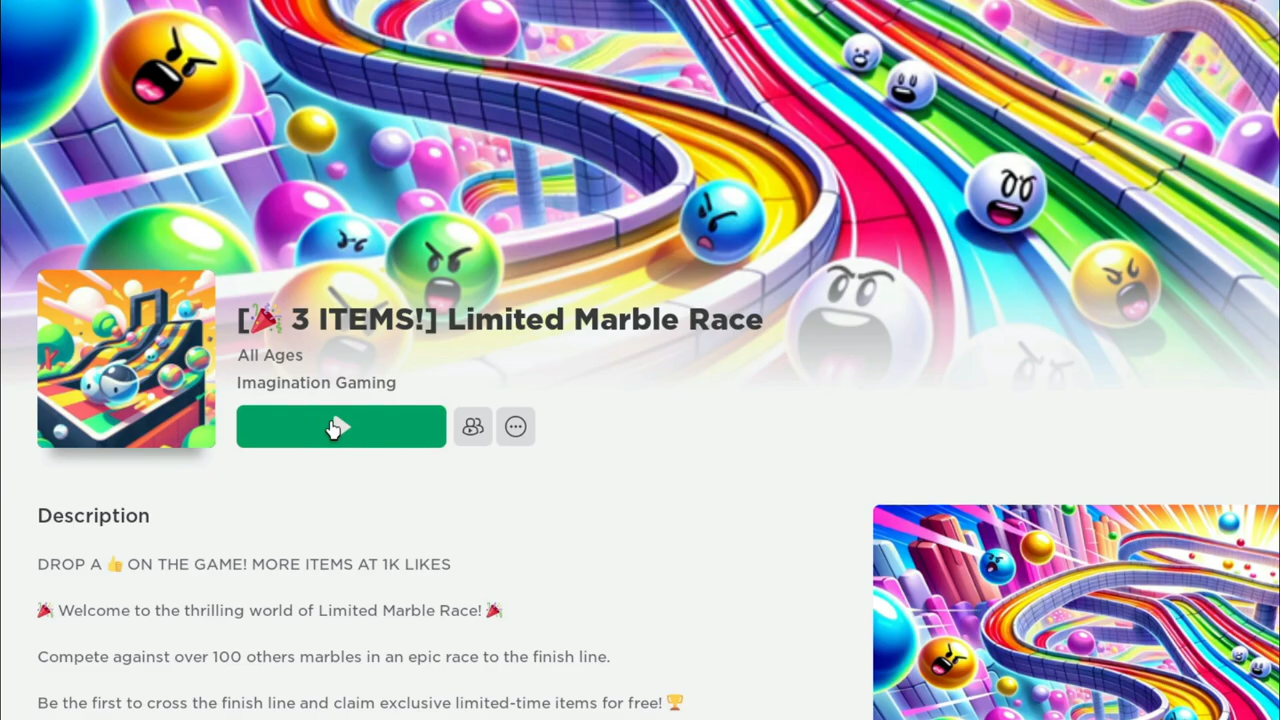 [🎉 3 ITEMS!] Limited Marble Race
All Ages
Imagination Gaming
Description
DROP A 👍 ON THE GAME! MORE ITEMS AT 1K LIKES
🎉 Welcome to the thrilling world of Limited Marble Race! 🎉
Compete against over 100 others marbles in an epic race to the finish line.
Be the first to cross the finish line and claim exclusive limited-time items for free! 🏆